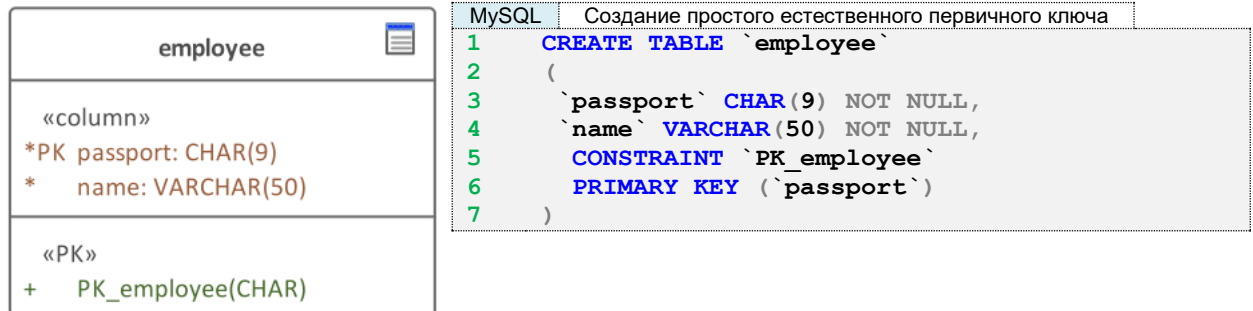 employee
«column»
*PK passport: CHAR(9)
* name: VARCHAR(50)
«PK»
+ PK_employee(CHAR)
MySQL Создание простого естественного первичного ключа
1 CREATE TABLE `employee`
2 (
3 `passport` CHAR(9) NOT NULL,
4 `name` VARCHAR(50) NOT NULL,
5 CONSTRAINT `PK_employee`
6 PRIMARY KEY (`passport`)
7 )